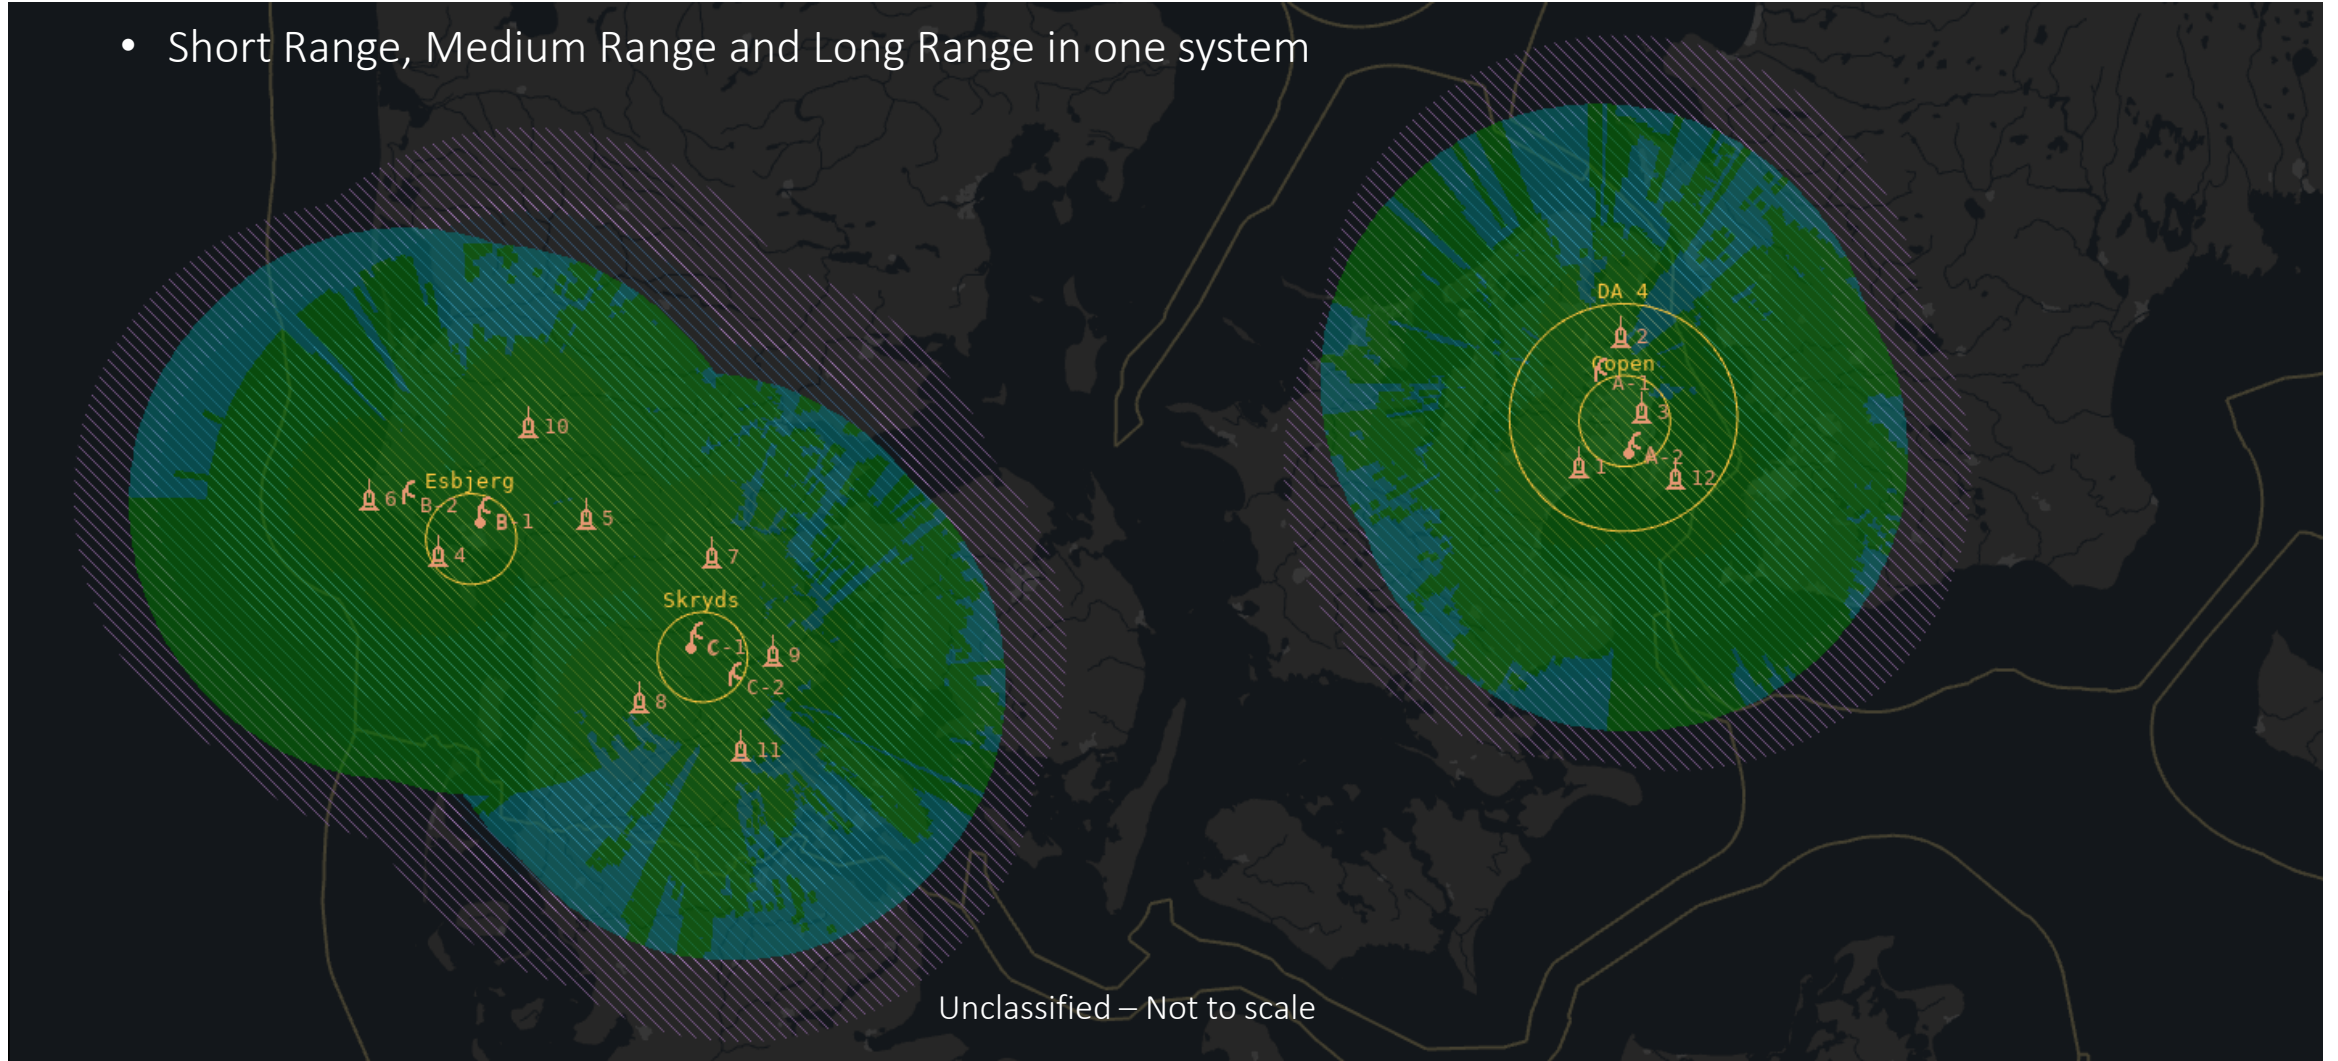 • Short Range, Medium Range and Long Range in one system
DA 4
2
Copen
A-1
3
A-2
1
12
10
Esbjerg
6
B-2
B-1
5
4
7
Skryds
C-1
9
C-2
8
11
Unclassified – Not to scale